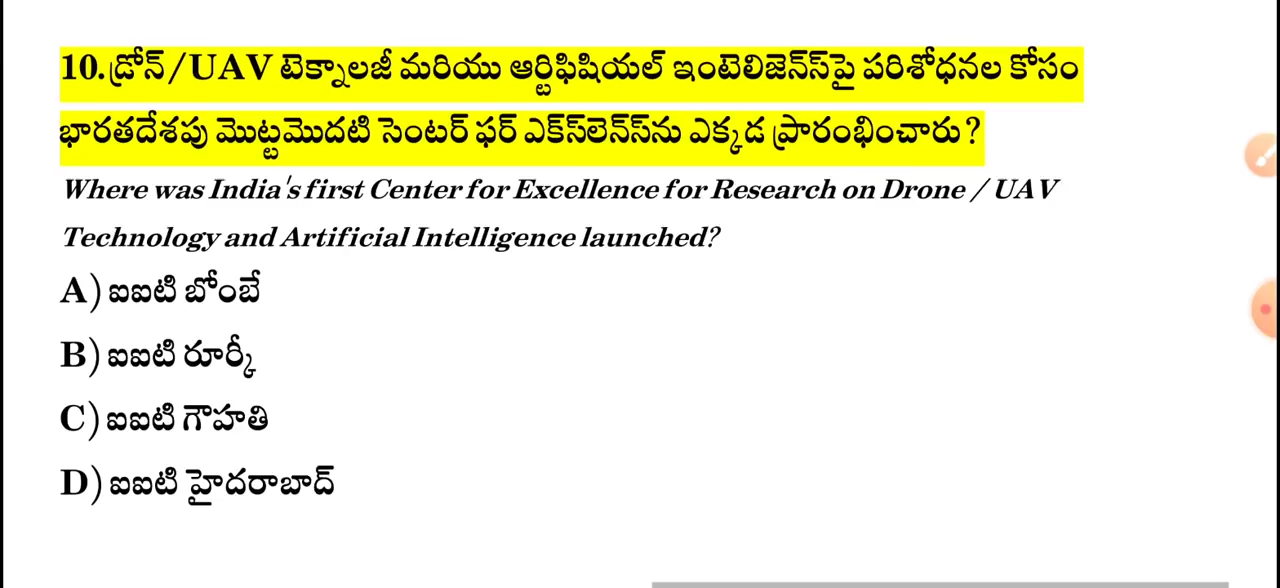 10.డ్రోన్/UAV టెక్నాలజీ మరియు ఆర్టిఫిషియల్ ఇంటెలిజెన్స్‌పై పరిశోధనల కోసం
భారతదేశపు మొట్టమొదటి సెంటర్ ఫర్ ఎక్స్‌లెన్స్‌ను ఎక్కడ ప్రారంభించారు?
Where was India's first Center for Excellence for Research on Drone / UAV
Technology and Artificial Intelligence launched?
A) ఐఐటి బోంబే
B) ఐఐటి రూర్కీ
C) ఐఐటి గౌహతి
D) ఐఐటి హైదరాబాద్